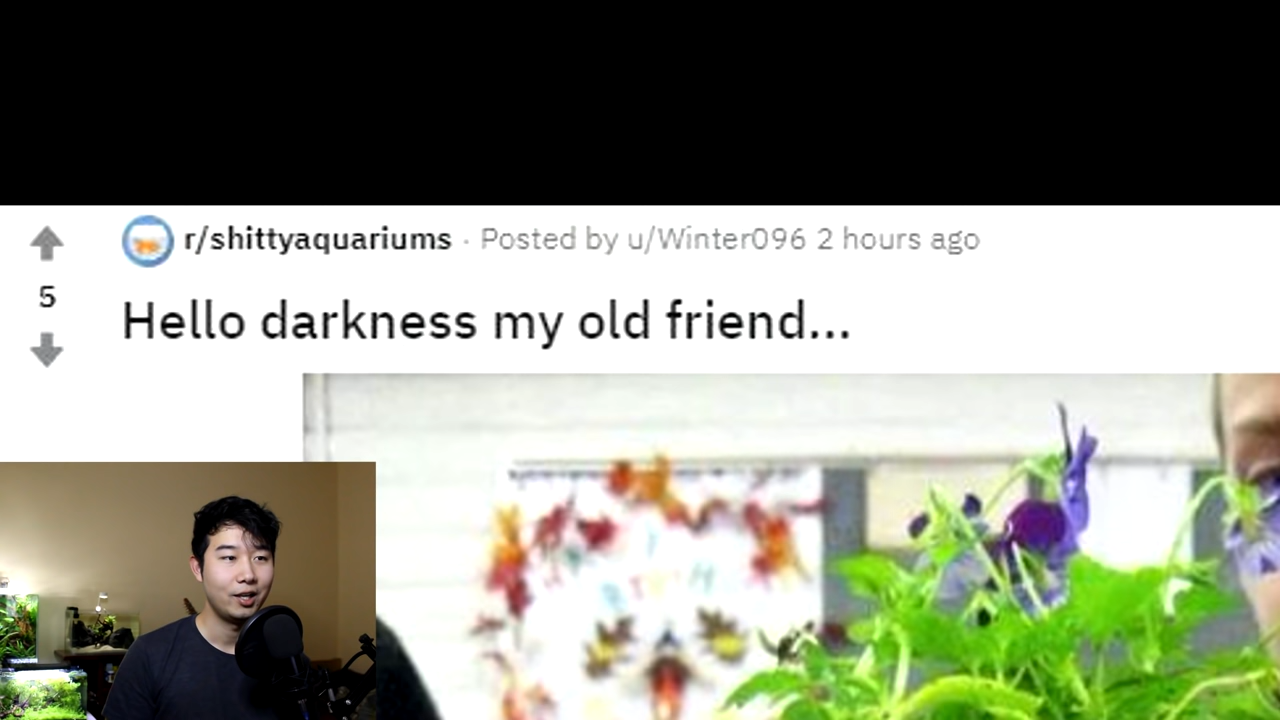 r/shittyaquariums · Posted by u/Winter096 2 hours ago
5
Hello darkness my old friend...